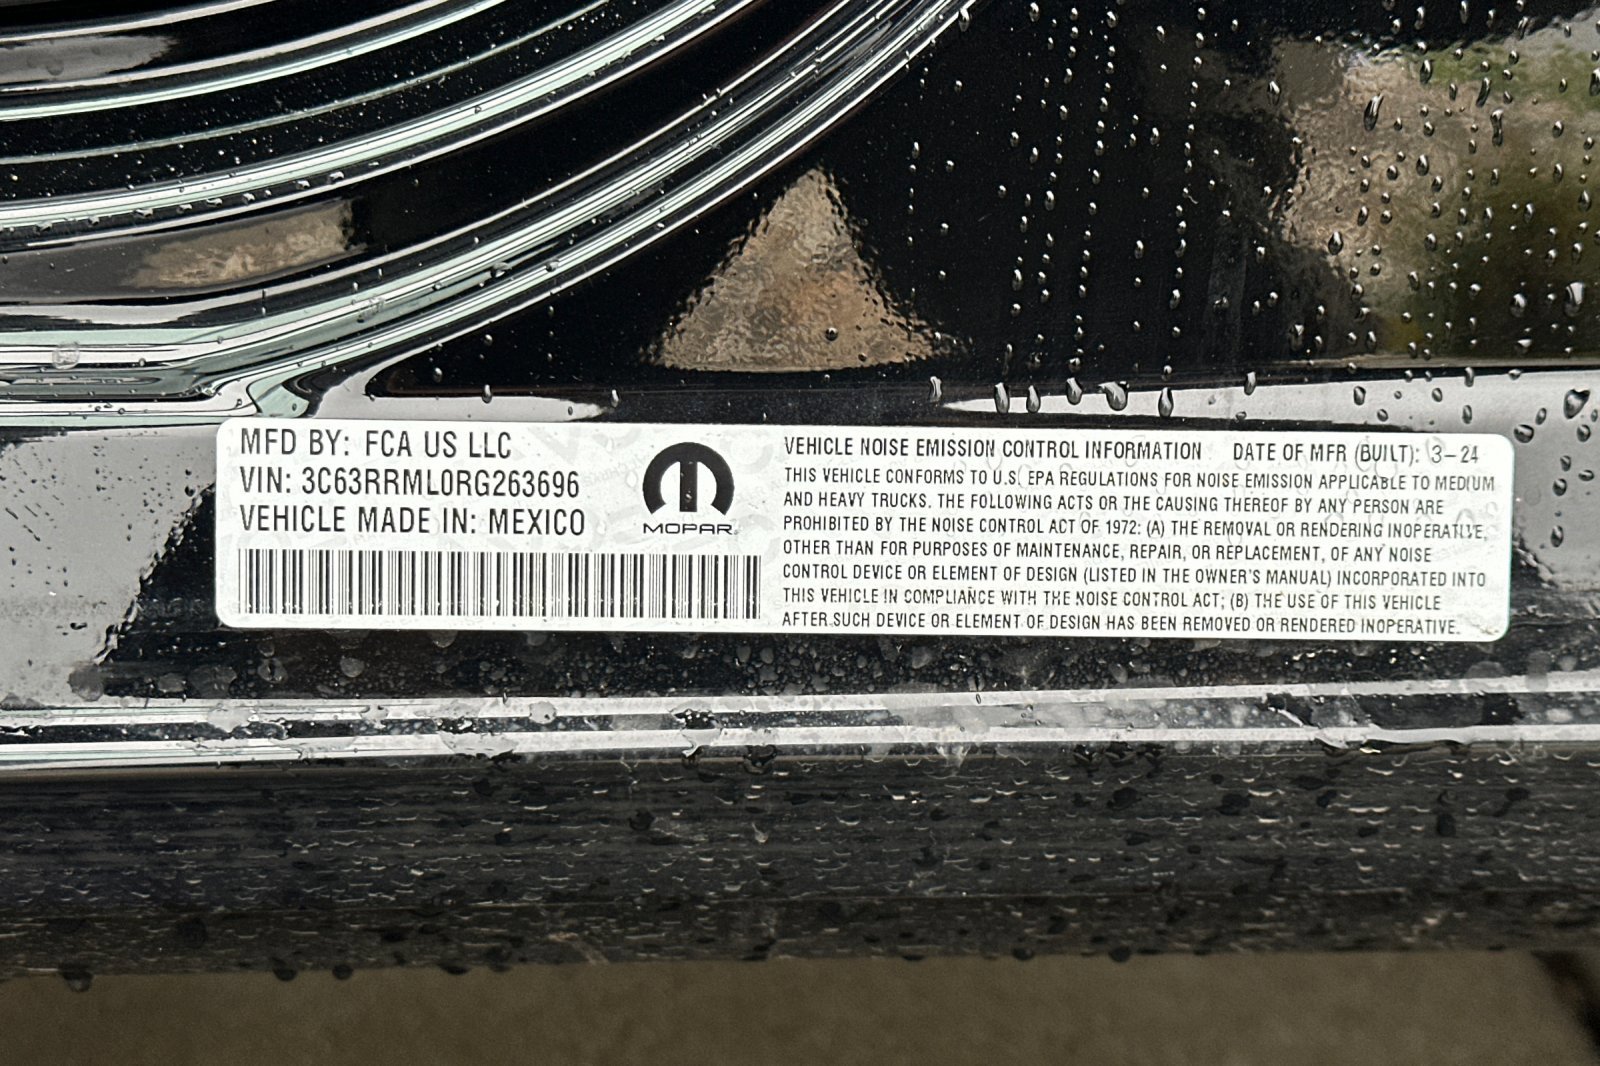 MFD BY: FCA US LLC
VIN: 3C63RRML0RG263696
VEHICLE MADE IN: MEXICO
MOPAR
VEHICLE NOISE EMISSION CONTROL INFORMATION DATE OF MFR (BUILT): 3-24
THIS VEHICLE CONFORMS TO U.S. EPA REGULATIONS FOR NOISE EMISSION APPLICABLE TO MEDIUM
AND HEAVY TRUCKS. THE FOLLOWING ACTS OR THE CAUSING THEREOF BY ANY PERSON ARE
PROHIBITED BY THE NOISE CONTROL ACT OF 1972: (A) THE REMOVAL OR RENDERING INOPERATIVE,
OTHER THAN FOR PURPOSES OF MAINTENANCE, REPAIR, OR REPLACEMENT, OF ANY NOISE
CONTROL DEVICE OR ELEMENT OF DESIGN (LISTED IN THE OWNER'S MANUAL) INCORPORATED INTO
THIS VEHICLE IN COMPLIANCE WITH THE NOISE CONTROL ACT; (B) THE USE OF THIS VEHICLE
AFTER SUCH DEVICE OR ELEMENT OF DESIGN HAS BEEN REMOVED OR RENDERED INOPERATIVE.